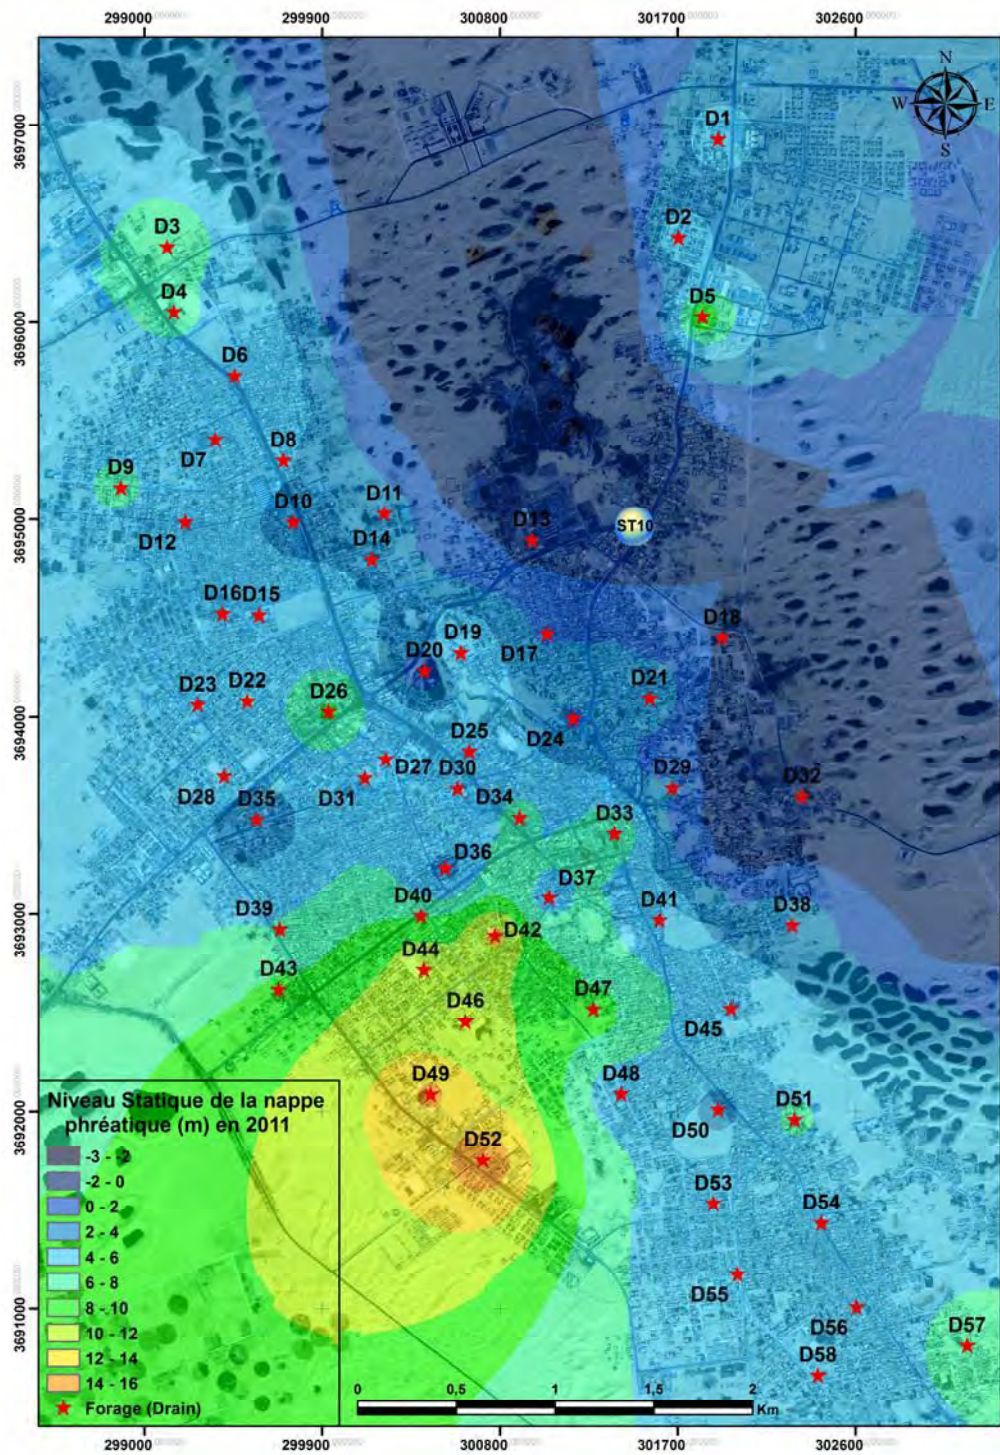 299000 299900 300800 301700 302600
N
W E
S
3697000
D1
D2
D3
D4
D5
3696000
D6
D7
D8
D9
D10
D11
D12
D13
ST10
3695000
D14
D16 D15
D17
D18
D19
D20
D21
D22
D23
D24
D26
3694000
D25
D27
D28
D29
D30
D31
D32
D33
D34
D35
D36
D37
D38
D39
D40
D41
3693000
D42
D43
D44
D45
D46
D47
D48
D49
D50
D51
3692000
D52
D53
D54
D55
D56
D57
D58
3691000
Niveau Statique de la nappe
phréatique (m) en 2011
-3 - -2
-2 - 0
0 - 2
2 - 4
4 - 6
6 - 8
8 - 10
10 - 12
12 - 14
14 - 16
Forage (Drain)
0 0,5 1 1,5 2
Km
299000 299900 300800 301700 302600